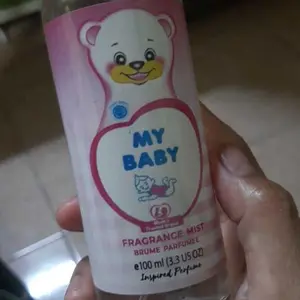 MY
BABY
FRAGRANCE MIST
BRUME PARFUMÉE
e100 ml (3.3 US OZ)
Inspired Perfume